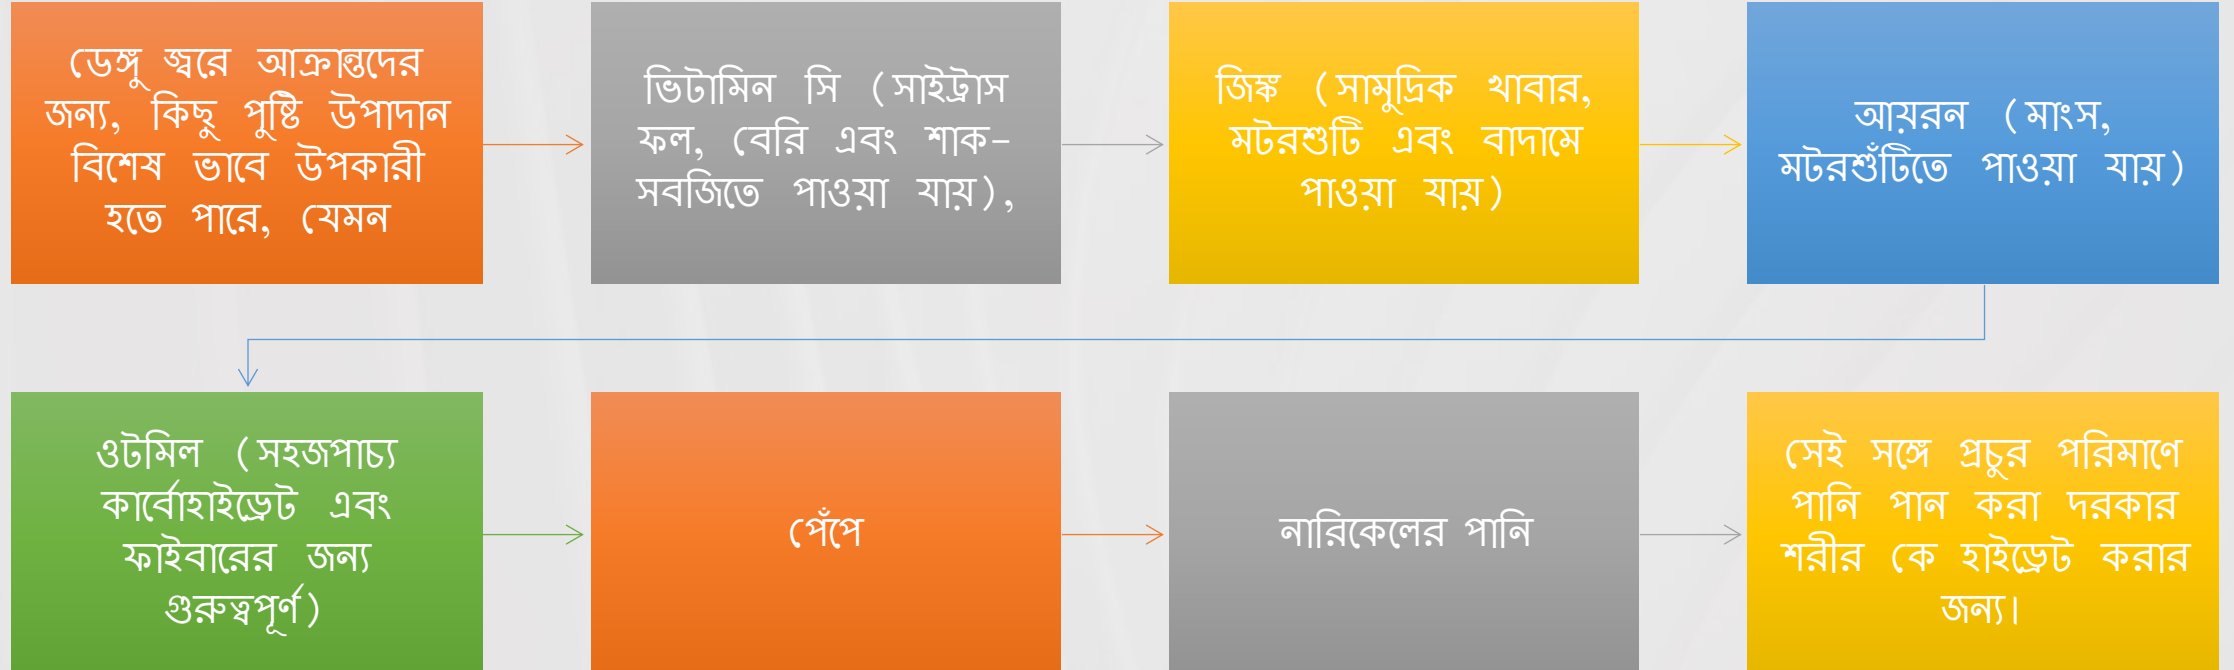 ডেঙ্গু জ্বরে আক্রান্তদের
জন্য, কিছু পুষ্টি উপাদান
বিশেষ ভাবে উপকারী
হতে পারে, যেমন
ভিটামিন সি (সাইট্রাস
ফল, বেরি এবং শাক-
সবজিতে পাওয়া যায়),
জিঙ্ক (সামুদ্রিক খাবার,
মটরশুটি এবং বাদামে
পাওয়া যায়)
আয়রন (মাংস,
মটরশুঁটিতে পাওয়া যায়)
ওটমিল (সহজপাচ্য
কার্বোহাইড্রেট এবং
ফাইবারের জন্য
গুরুত্বপূর্ণ)
পেঁপে
নারিকেলের পানি
সেই সঙ্গে প্রচুর পরিমাণে
পানি পান করা দরকার
শরীর কে হাইড্রেট করার
জন্য।